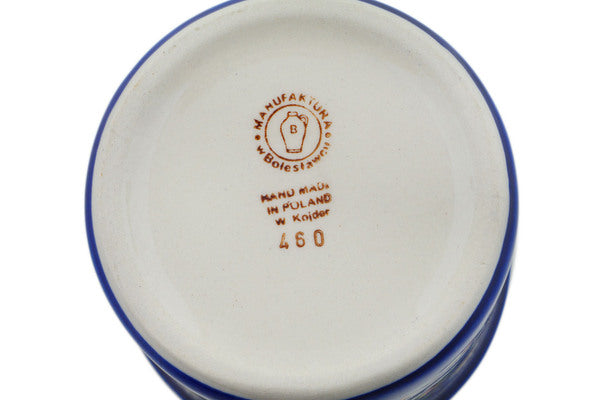 MANUFAKTURA
w Bolesławcu
B
HAND MADE
IN POLAND
W Kojder
460